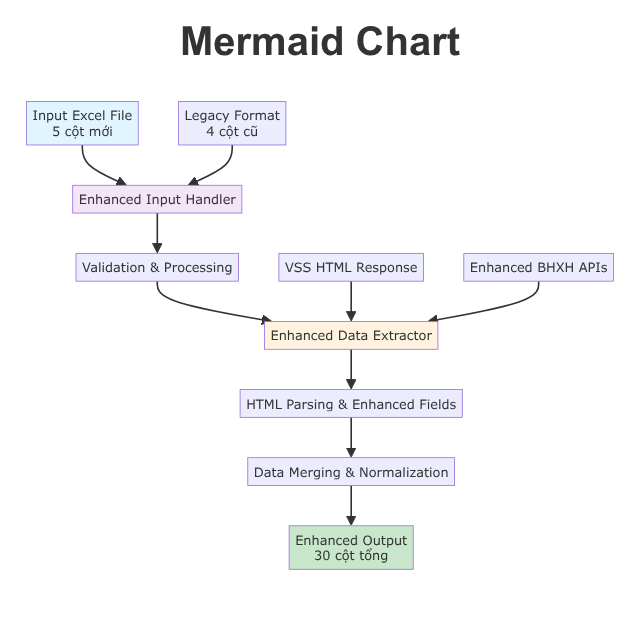 Mermaid Chart
Input Excel File
5 cột mới
Legacy Format
4 cột cũ
Enhanced Input Handler
Validation & Processing
VSS HTML Response
Enhanced BHXH APIs
Enhanced Data Extractor
HTML Parsing & Enhanced Fields
Data Merging & Normalization
Enhanced Output
30 cột tổng